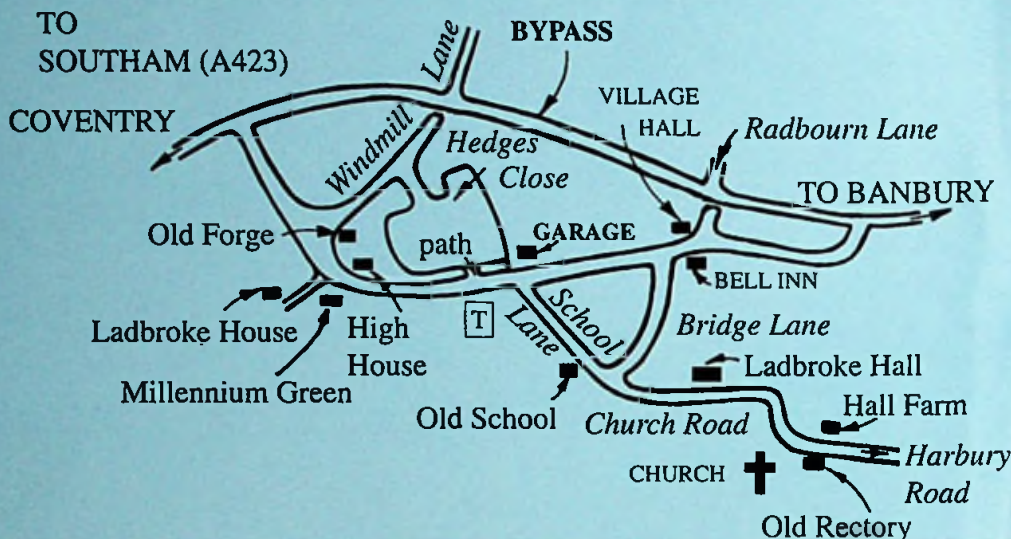 TO
SOUTHAM (A423)
COVENTRY
Lane
BYPASS
VILLAGE
HALL
Radbourn Lane
Windmill
Hedges
Close
TO BANBURY
Old Forge
path
GARAGE
BELL INN
Ladbroke House
High
House
T
School
Lane
Bridge Lane
Millennium Green
Ladbroke Hall
Old School
Church Road
Hall Farm
CHURCH
Harbury
Road
Old Rectory